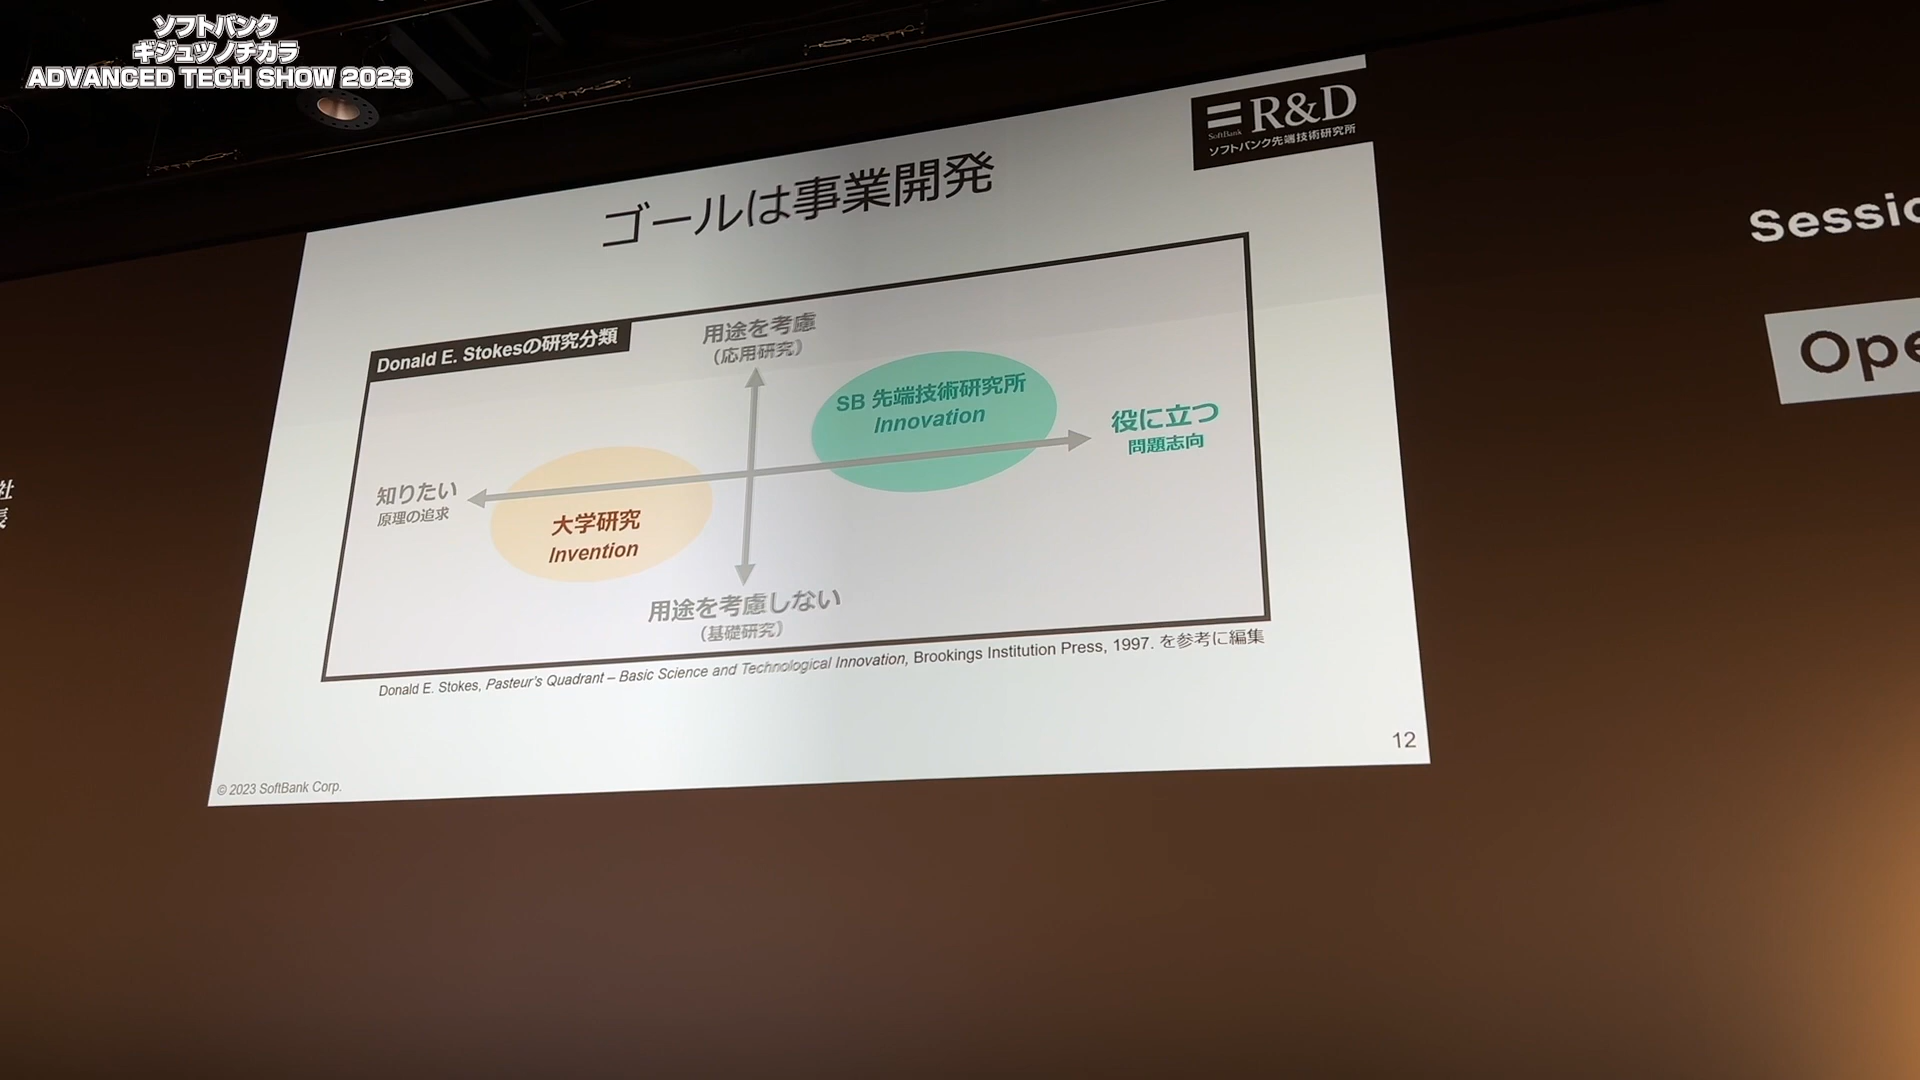 ソフトバンク
ギジュツノチカラ
ADVANCED TECH SHOW 2023
R&D
SoftBank
ソフトバンク先端技術研究所
ゴールは事業開発
Donald E. Stokesの研究分類
用途を考慮
(応用研究)
SB 先端技術研究所
Innovation
役に立つ
問題志向
知りたい
原理の追求
大学研究
Invention
用途を考慮しない
(基礎研究)
Donald E. Stokes, Pasteur's Quadrant – Basic Science and Technological Innovation, Brookings Institution Press, 1997. を参考に編集
12
© 2023 SoftBank Corp.
Sessio
Ope
社